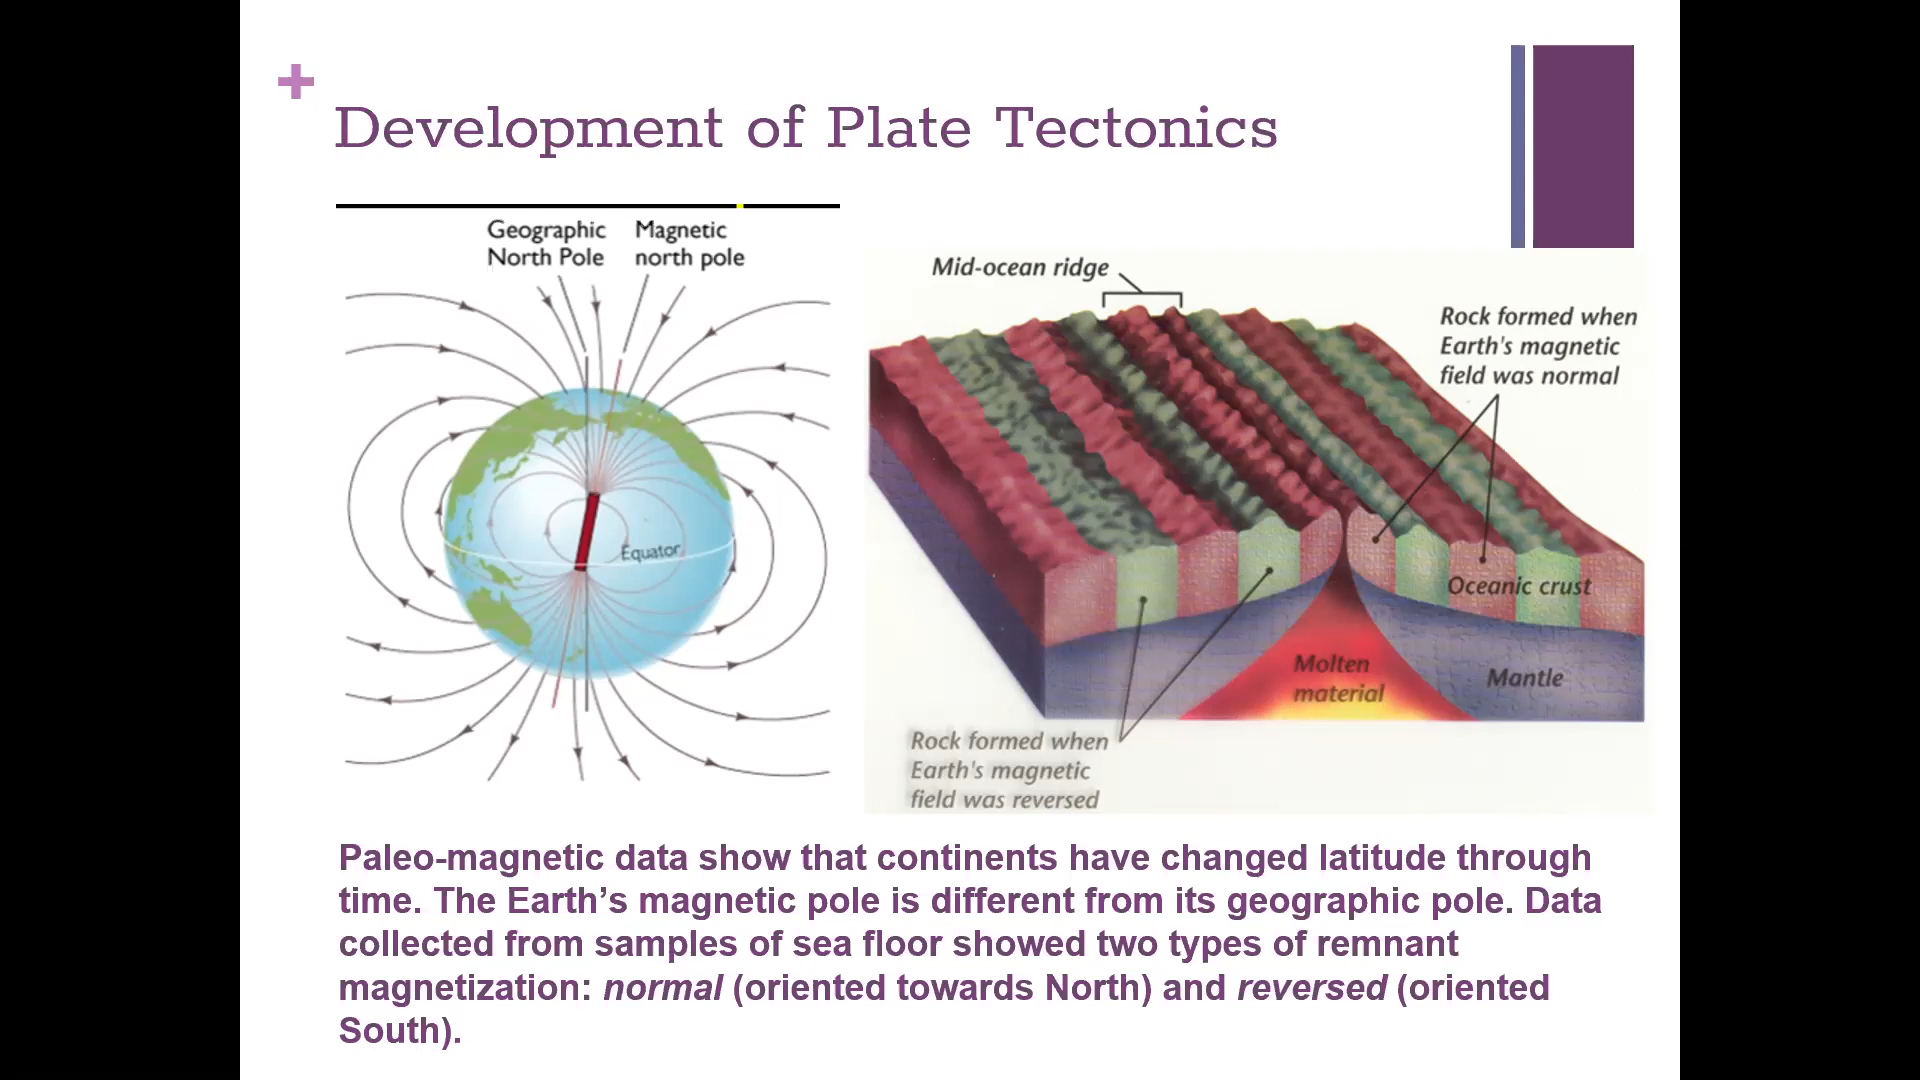 +
Development of Plate Tectonics
Geographic
North Pole
Magnetic
north pole
Equator
Mid-ocean ridge
Rock formed when
Earth's magnetic
field was normal
Oceanic crust
Molten
material
Mantle
Rock formed when
Earth's magnetic
field was reversed
Paleo-magnetic data show that continents have changed latitude through
time. The Earth’s magnetic pole is different from its geographic pole. Data
collected from samples of sea floor showed two types of remnant
magnetization: normal (oriented towards North) and reversed (oriented
South).